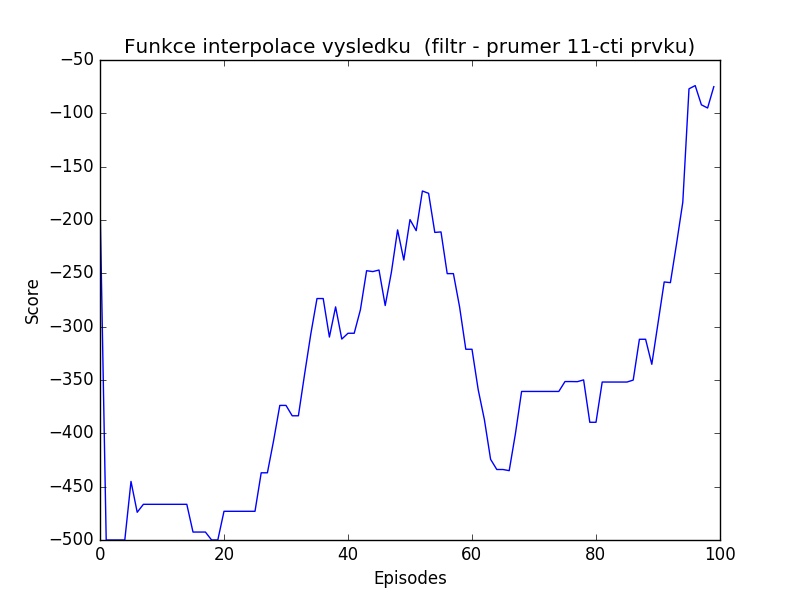 Funkce interpolace vysledku  (filtr - prumer 11-cti prvku)
−50
−100
−150
−200
−250
−300
−350
−400
−450
−500
Score
0 20 40 60 80 100
Episodes